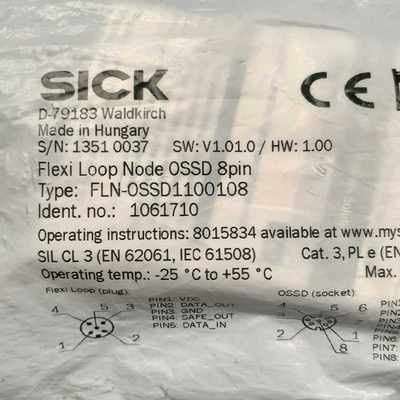 SICK
CE
D-79183 Waldkirch
Made in Hungary
S/N: 1351 0037 SW: V1.01.0 / HW: 1.00
Flexi Loop Node OSSD 8pin
Type: FLN-OSSD1100108
Ident. no.: 1061710
Operating instructions: 8015834 available at www.mys
SIL CL 3 (EN 62061, IEC 61508) Cat. 3, PL e (EN
Operating temp.: -25 °C to +55 °C Max.
Flexi Loop (plug): OSSD (socket):
PIN1: VDC
PIN2: DATA_OUT
PIN3: GND
PIN4: SAFE_OUT
PIN5: DATA_IN
4 5 3
1 2
4 5
2 1 8
PIN7:
PIN8: